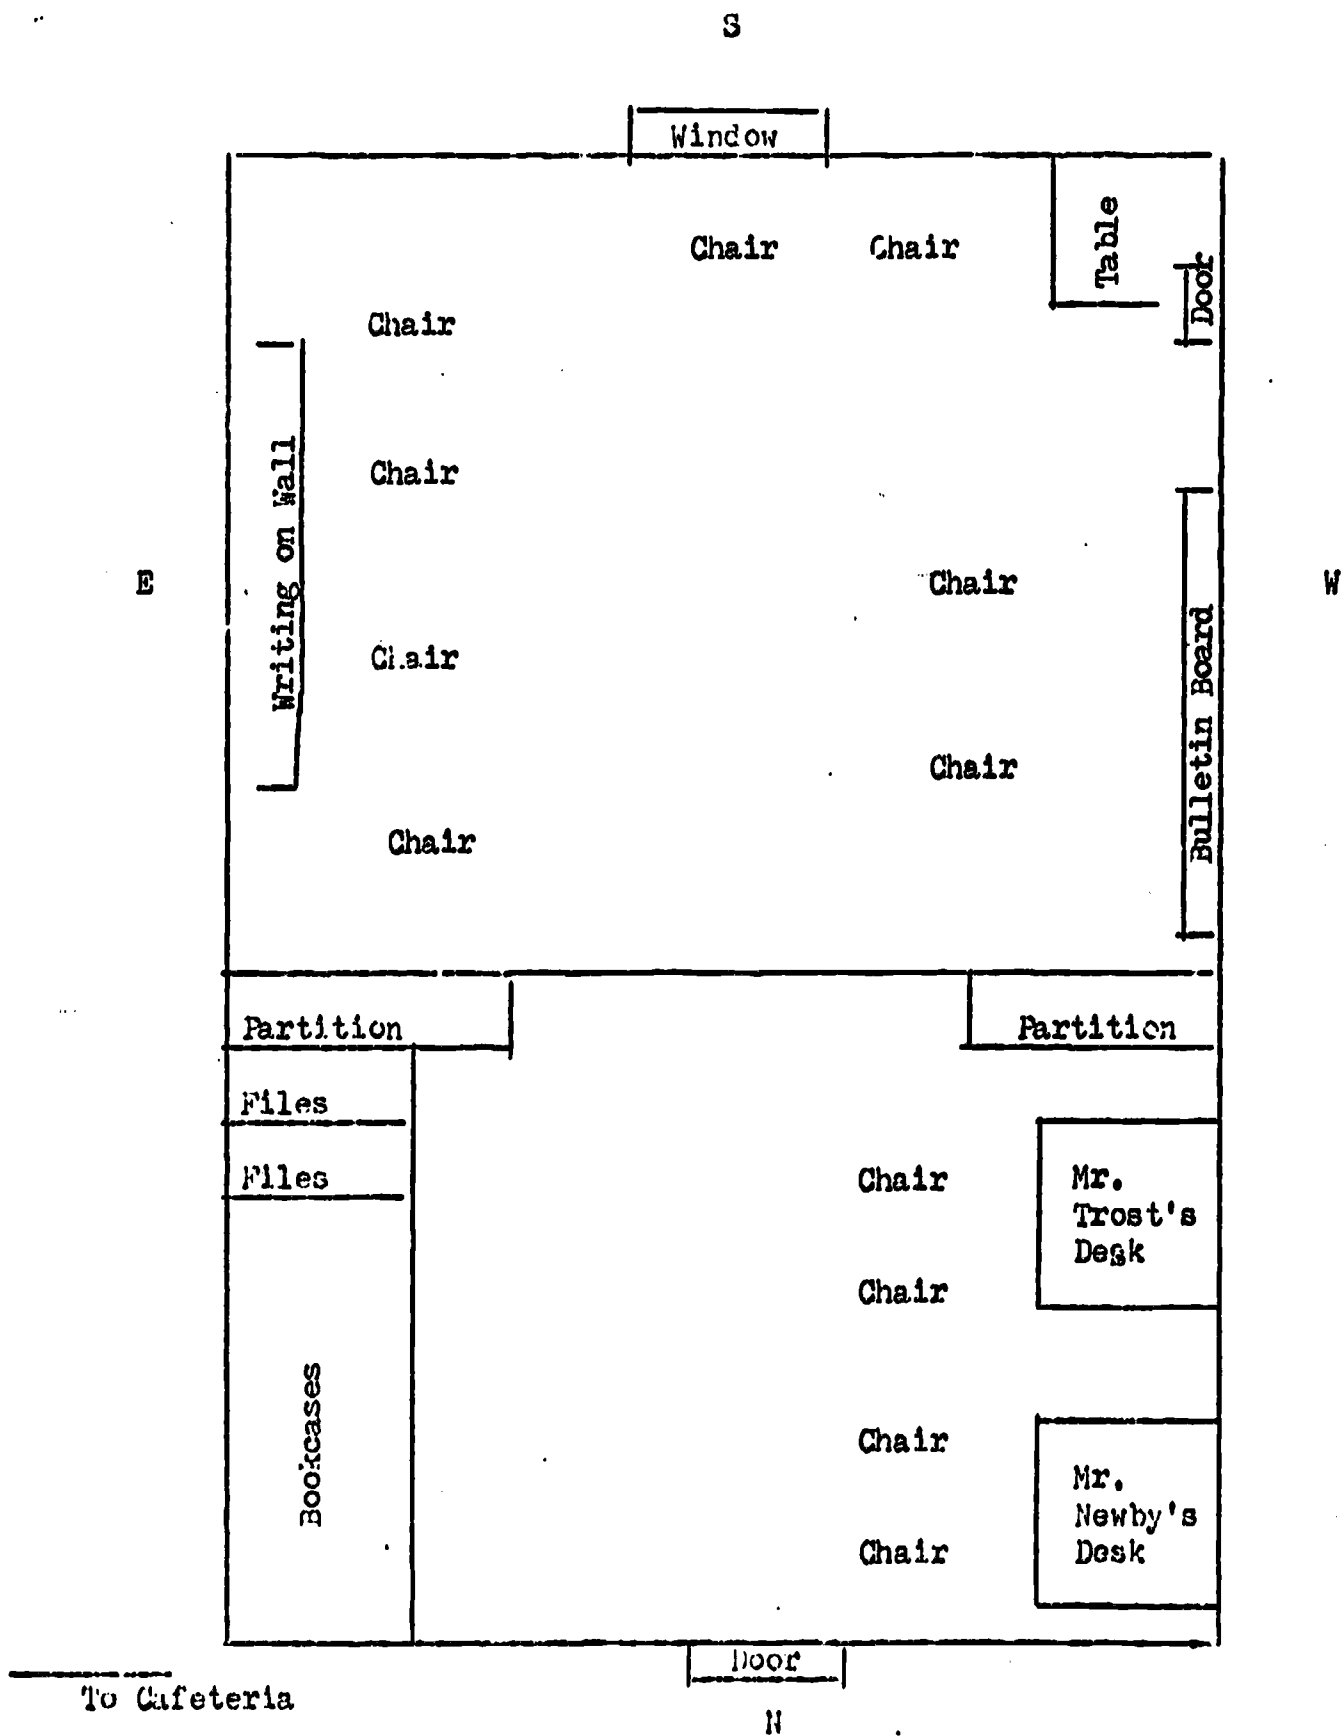 S
Window
Chair Chair Table
Door
Chair
Writing on Wall
Chair
E
Chair
W
Chair
Bulletin Board
Chair
Chair
Partition Partition
Files
Files
Chair
Mr.
Trost's
Desk
Chair
Bookcases
Chair
Mr.
Newby's
Desk
Chair
Door
To Cafeteria
N